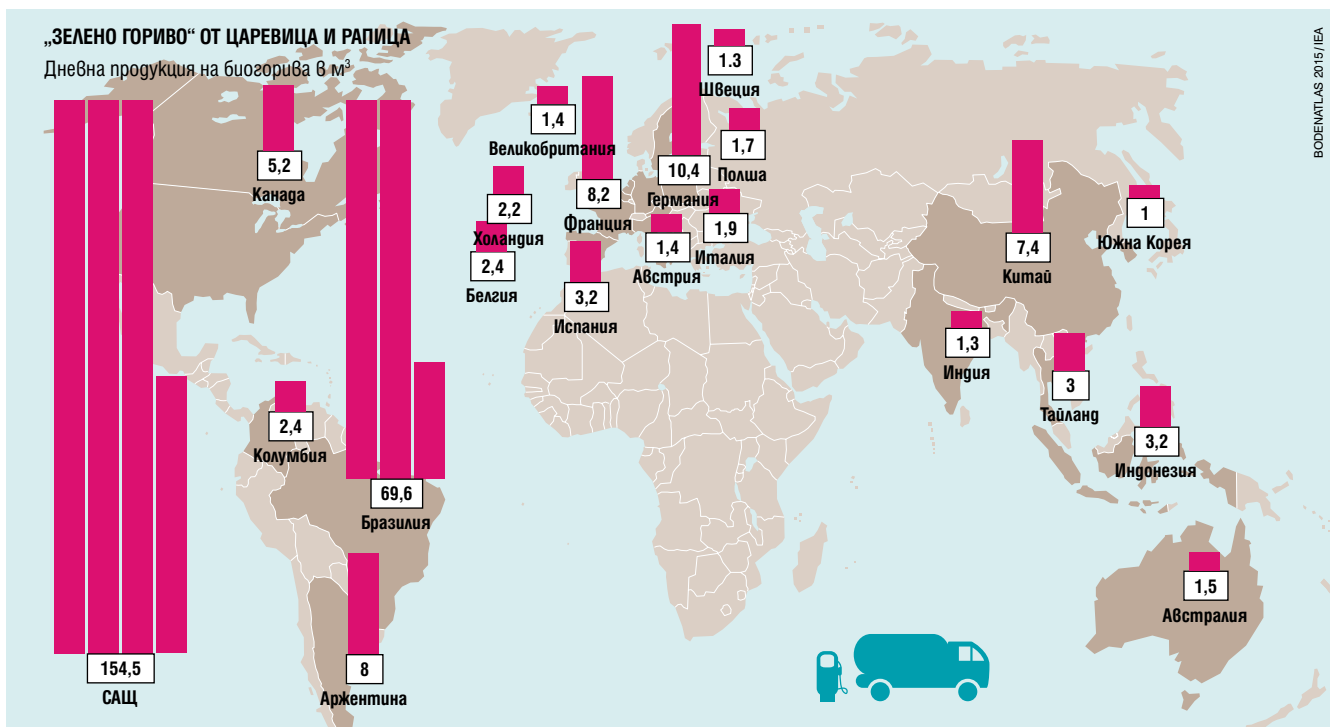 „ЗЕЛЕНО ГОРИВО“ ОТ ЦАРЕВИЦА И РАПИЦА
Дневна продукция на биогорива в м³
BODENATLAS 2015/IEA
154,5
САЩ
5,2
Канада
2,4
Колумбия
69,6
Бразилия
8
Аржентина
1,4
Великобритания
2,2
Холандия
2,4
Белгия
8,2
Франция
3,2
Испания
10,4
Германия
1.3
Швеция
1,7
Полша
1,4
Австрия
1,9
Италия
7,4
Китай
1
Южна Корея
1,3
Индия
3
Тайланд
3,2
Индонезия
1,5
Австралия